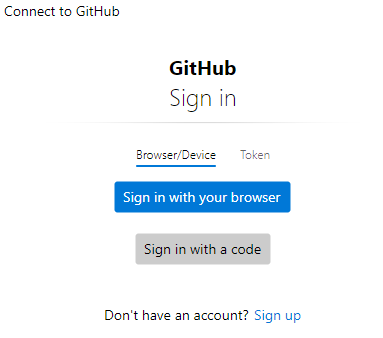 Connect to GitHub
GitHub
Sign in
Browser/Device Token
Sign in with your browser
Sign in with a code
Don't have an account? Sign up